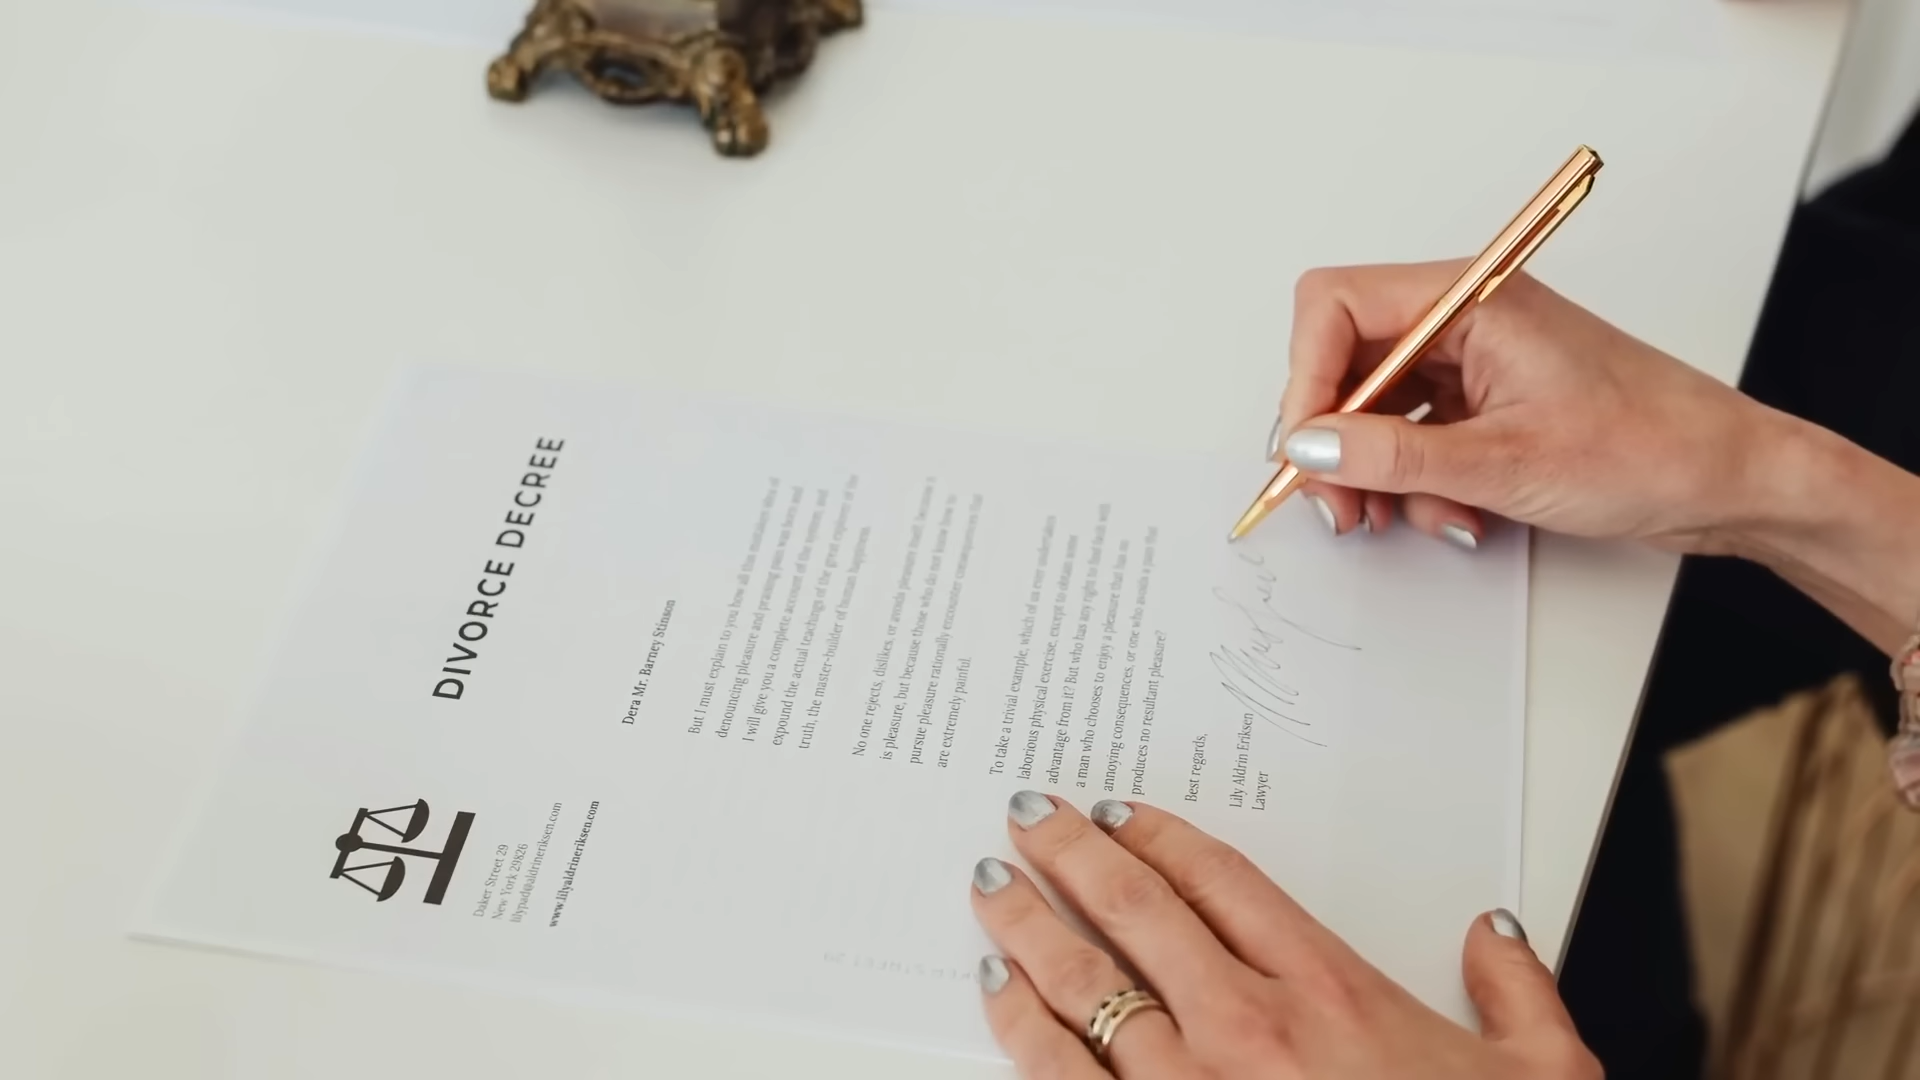 DIVORCE DECREE
Daker Street 29
New York 29826
lilypad@aldrineriksen.com
www.lilyaldrineriksen.com
Dera Mr. Barney Stinson
But I must explain to you how all this mistaken idea of
denouncing pleasure and praising pain was born and
I will give you a complete account of the system, and
expound the actual teachings of the great explorer of the
truth, the master-builder of human happiness.
No one rejects, dislikes, or avoids pleasure itself, because it
is pleasure, but because those who do not know how to
pursue pleasure rationally encounter consequences that
are extremely painful.
To take a trivial example, which of us ever undertakes
laborious physical exercise, except to obtain some
advantage from it? But who has any right to find fault with
a man who chooses to enjoy a pleasure that has no
annoying consequences, or one who avoids a pain that
produces no resultant pleasure?
Best regards,
Lily Aldrin Eriksen
Lawyer